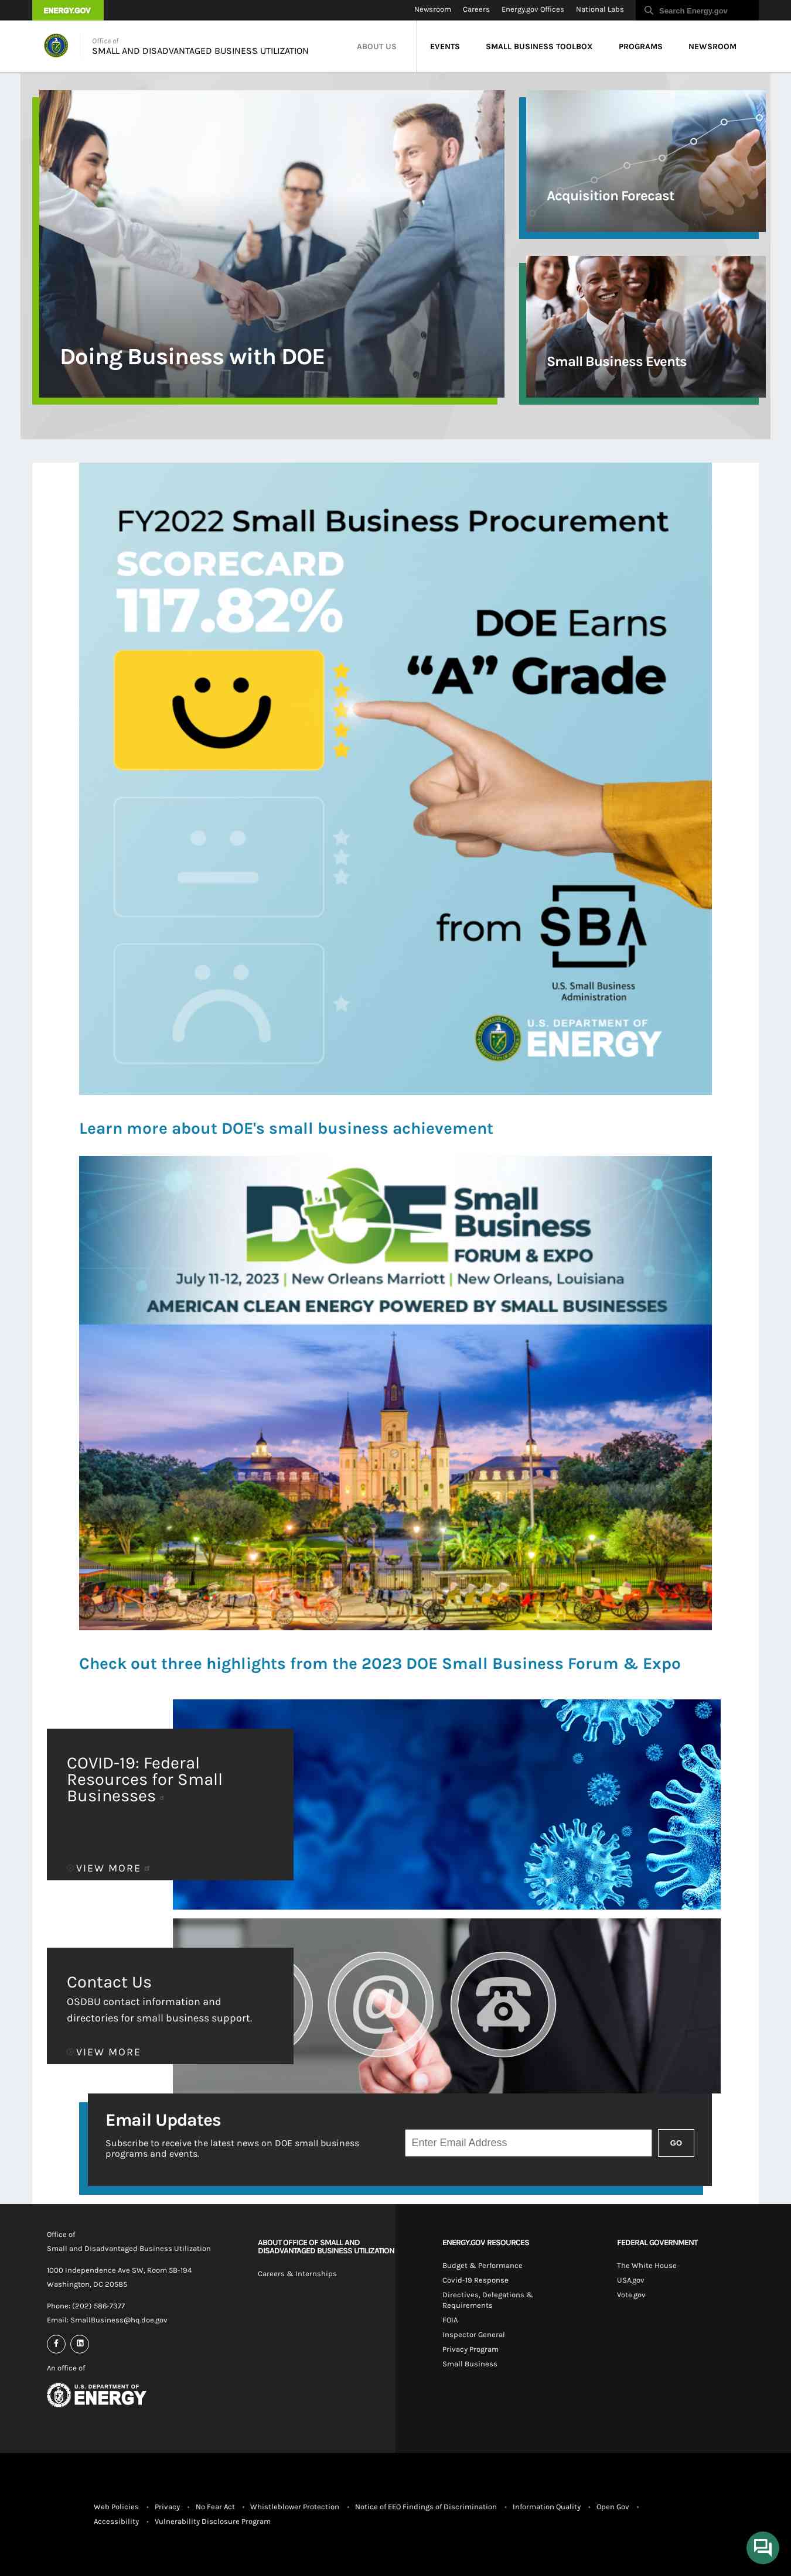 ENERGY.GOV
Newsroom
Careers
Energy.gov Offices
National Labs
Search Energy.gov
Office of
SMALL AND DISADVANTAGED BUSINESS UTILIZATION
ABOUT US
EVENTS
SMALL BUSINESS TOOLBOX
PROGRAMS
NEWSROOM
Doing Business with DOE
Acquisition Forecast
Small Business Events
FY2022 Small Business Procurement
SCORECARD
117.82%
DOE Earns
“A” Grade
from SBA
U.S. Small Business
Administration
U.S. DEPARTMENT OF
ENERGY
Learn more about DOE's small business achievement
DOE Small
Business
FORUM & EXPO
July 11-12, 2023 | New Orleans Marriott | New Orleans, Louisiana
AMERICAN CLEAN ENERGY POWERED BY SMALL BUSINESSES
Check out three highlights from the 2023 DOE Small Business Forum & Expo
COVID-19: Federal
Resources for Small
Businesses
VIEW MORE
Contact Us
OSDBU contact information and
directories for small business support.
VIEW MORE
@
Email Updates
Subscribe to receive the latest news on DOE small business
programs and events.
Enter Email Address
GO
Office of
Small and Disadvantaged Business Utilization
1000 Independence Ave SW, Room 5B-194
Washington, DC 20585
Phone: (202) 586-7377
Email: SmallBusiness@hq.doe.gov
An office of
U.S. DEPARTMENT OF
ENERGY
ABOUT OFFICE OF SMALL AND
DISADVANTAGED BUSINESS UTILIZATION
Careers & Internships
ENERGY.GOV RESOURCES
Budget & Performance
Covid-19 Response
Directives, Delegations &
Requirements
FOIA
Inspector General
Privacy Program
Small Business
FEDERAL GOVERNMENT
The White House
USA.gov
Vote.gov
Web Policies • Privacy • No Fear Act • Whistleblower Protection • Notice of EEO Findings of Discrimination • Information Quality • Open Gov •
Accessibility • Vulnerability Disclosure Program